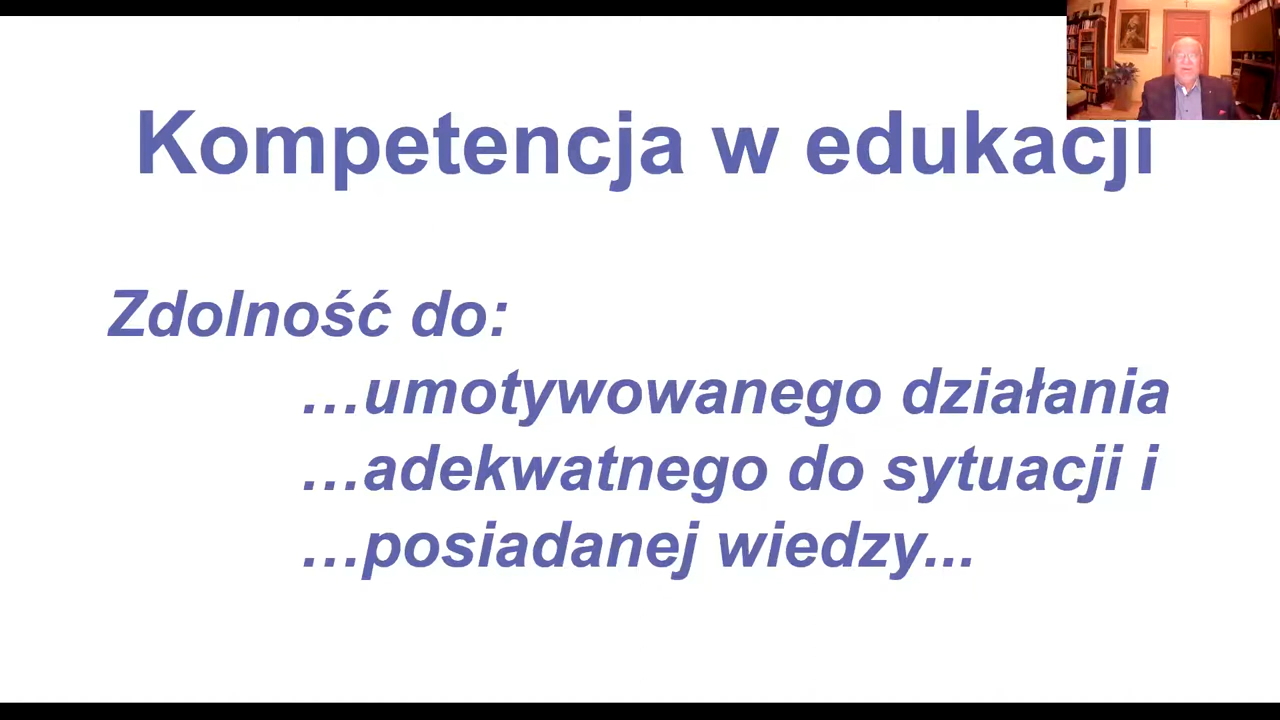 Kompetencja w edukacji
Zdolność do:
...umotywowanego działania
...adekwatnego do sytuacji i
...posiadanej wiedzy...